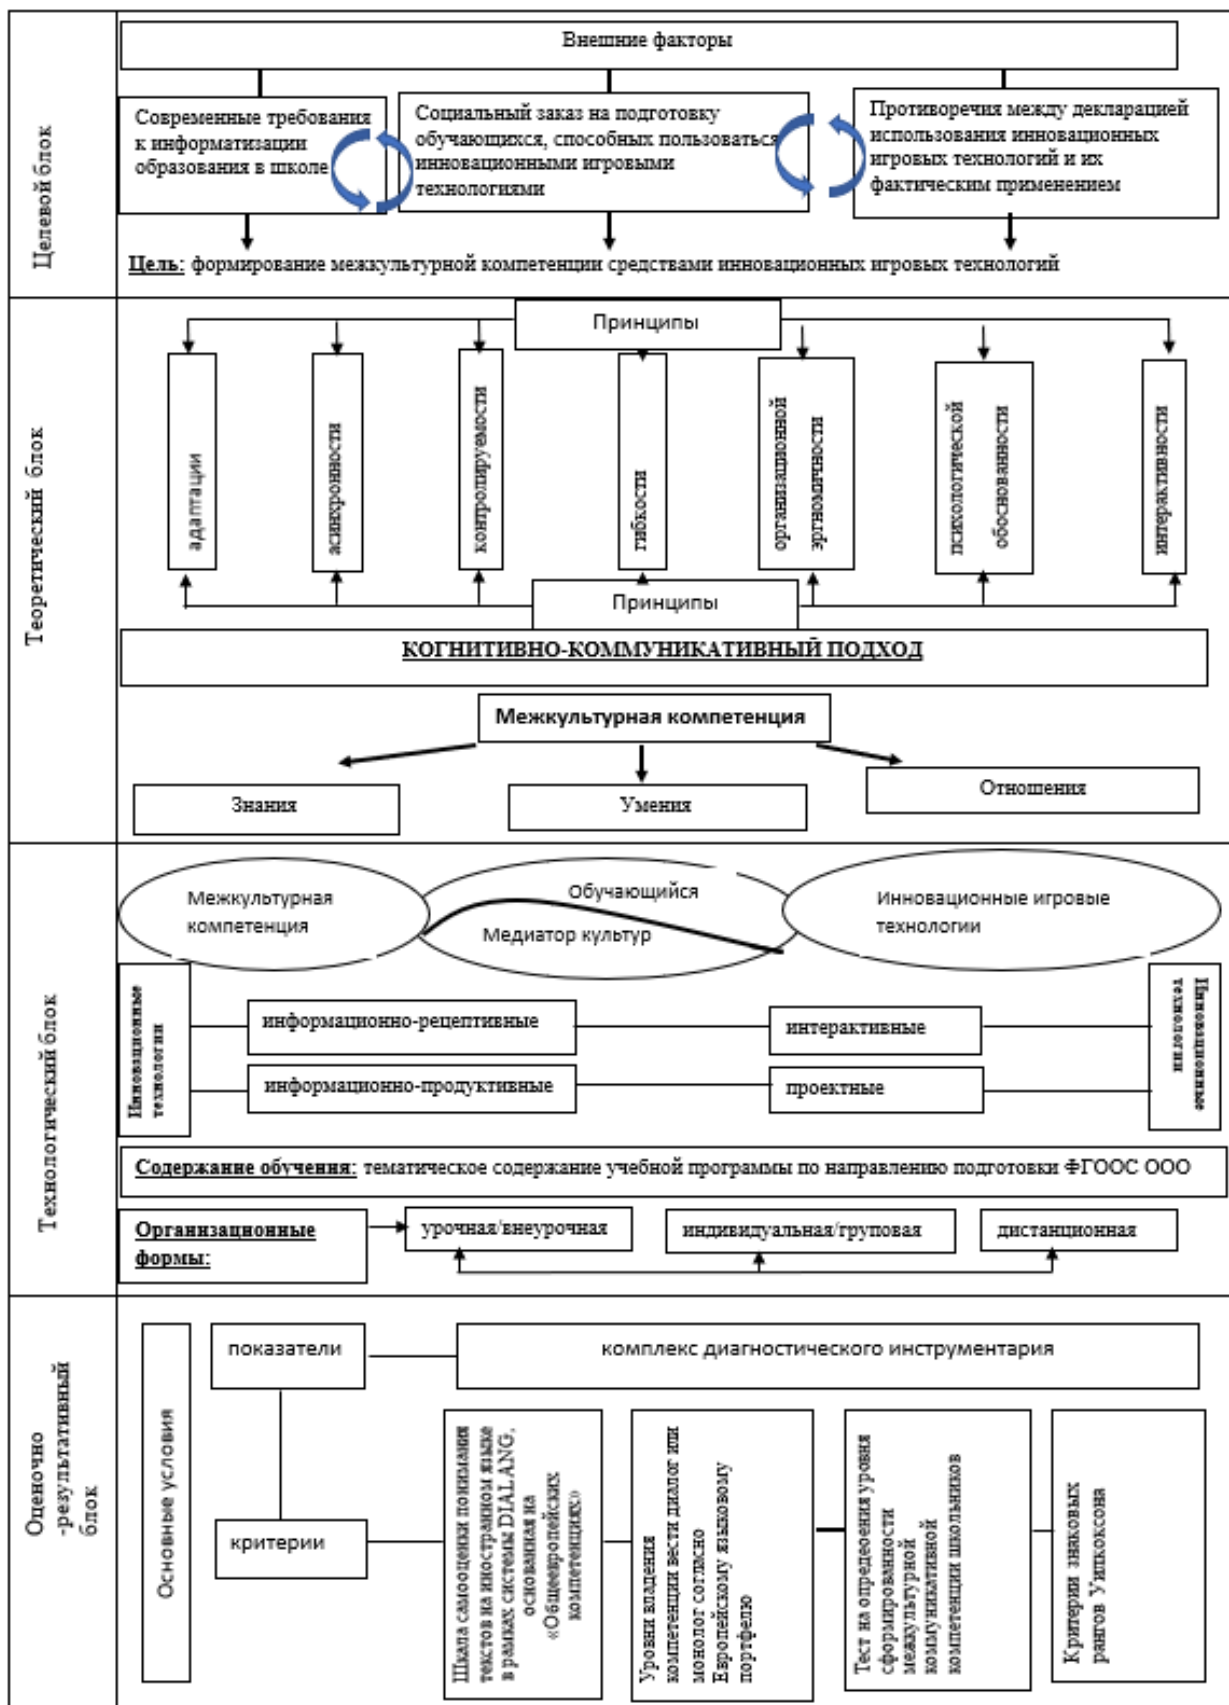 Целевой блок
Внешние факторы
Современные требования
к информатизации
образования в школе
Социальный заказ на подготовку
обучающихся, способных пользоваться
инновационными игровыми
технологиями
Противоречия между декларацией
использования инновационных
игровых технологий и их
фактическим применением
Цель: формирование межкультурной компетенции средствами инновационных игровых технологий
Теоретический блок
Принципы
адаптации
асинхронности
контролируемости
гибкости
организационной
эргномичности
психологической
обоснованности
интерактивности
Принципы
КОГНИТИВНО-КОММУНИКАТИВНЫЙ ПОДХОД
Межкультурная компетенция
Знания
Умения
Отношения
Технологический блок
Межкультурная
компетенция
Обучающийся
Медиатор культур
Инновационные игровые
технологии
Инновационные
технологии
информационно-рецептивные
интерактивные
информационно-продуктивные
проектные
Инновационные
технологии
Содержание обучения: тематическое содержание учебной программы по направлению подготовки ФГООС ООО
Организационные
формы:
урочная/внеурочная
индивидуальная/груповая
дистанционная
Оценочно
-результативный
блок
Основные условия
показатели
комплекс диагностического инструментария
критерии
Шкала самооценки понимания
текстов на иностранном языке
в рамках системы DIALANG,
основанная на
«Общеевропейских
компетенциях»
Уровни владения
компетенции вести диалог или
монолог согласно
Европейскому языковому
портфелю
Тест на опредеоения уровня
сформированности
межкультурной
коммуникативной
компетенции школьников
Критерии знаковых
рангов Уилкоксона